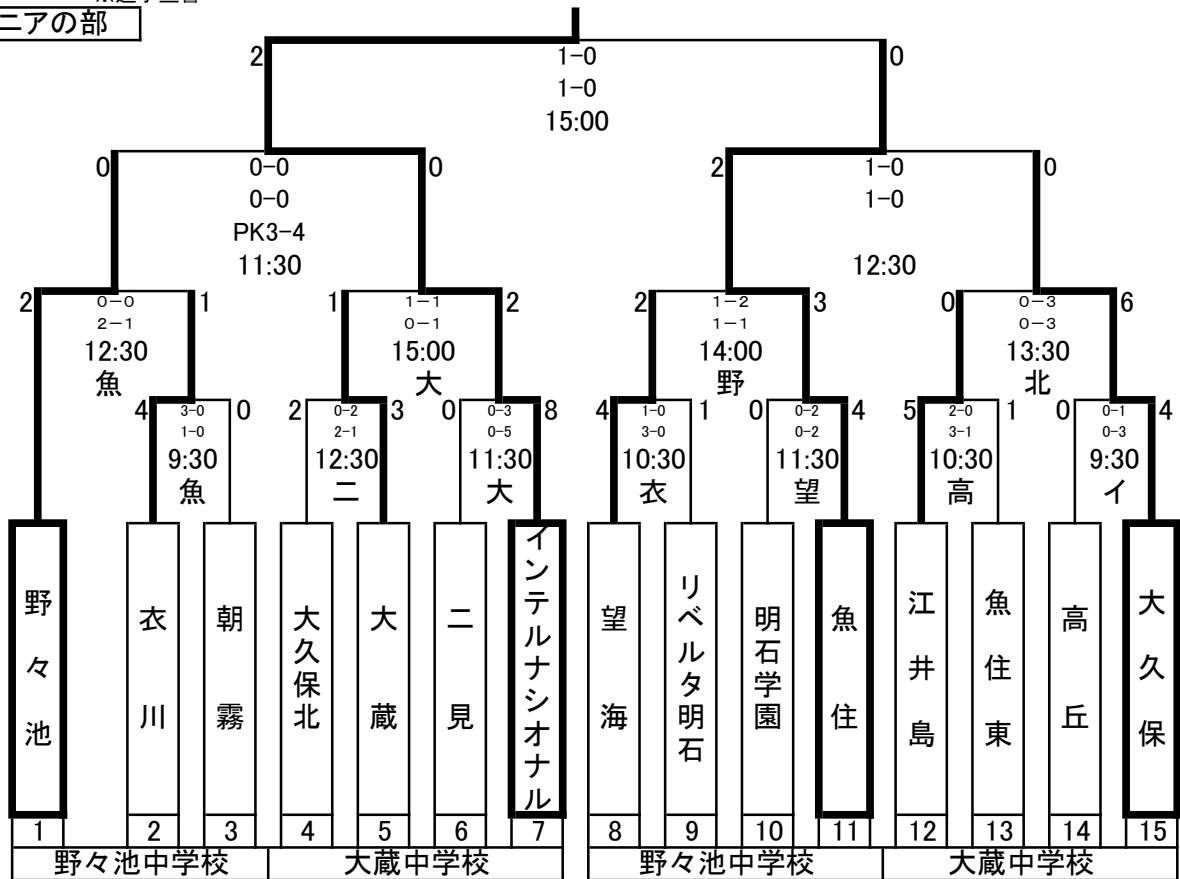 ニアの部
2
1-0
0
1-0
15:00
0
0-0
0
2
1-0
0
0-0
1-0
PK3-4
11:30
12:30
2
0-0
1
1
1-1
2
2
1-2
3
0
0-3
6
2-1
0-1
1-1
0-3
12:30
15:00
14:00
13:30
魚
大
野
北
4
3-0
0
2
0-2
3
0
0-3
8
4
1-0
1
0
0-2
4
5
2-0
1
0
0-1
4
1-0
2-1
0-5
3-0
0-2
3-1
0-3
9:30
12:30
11:30
10:30
11:30
10:30
9:30
魚
二
大
衣
望
高
イ
野々池
衣川
朝霧
大久保北
大蔵
二見
インテルナシオナル
望海
リベルタ明石
明石学園
魚住
江井島
魚住東
高丘
大久保
1
2
3
4
5
6
7
8
9
10
11
12
13
14
15
野々池中学校
大蔵中学校
野々池中学校
大蔵中学校